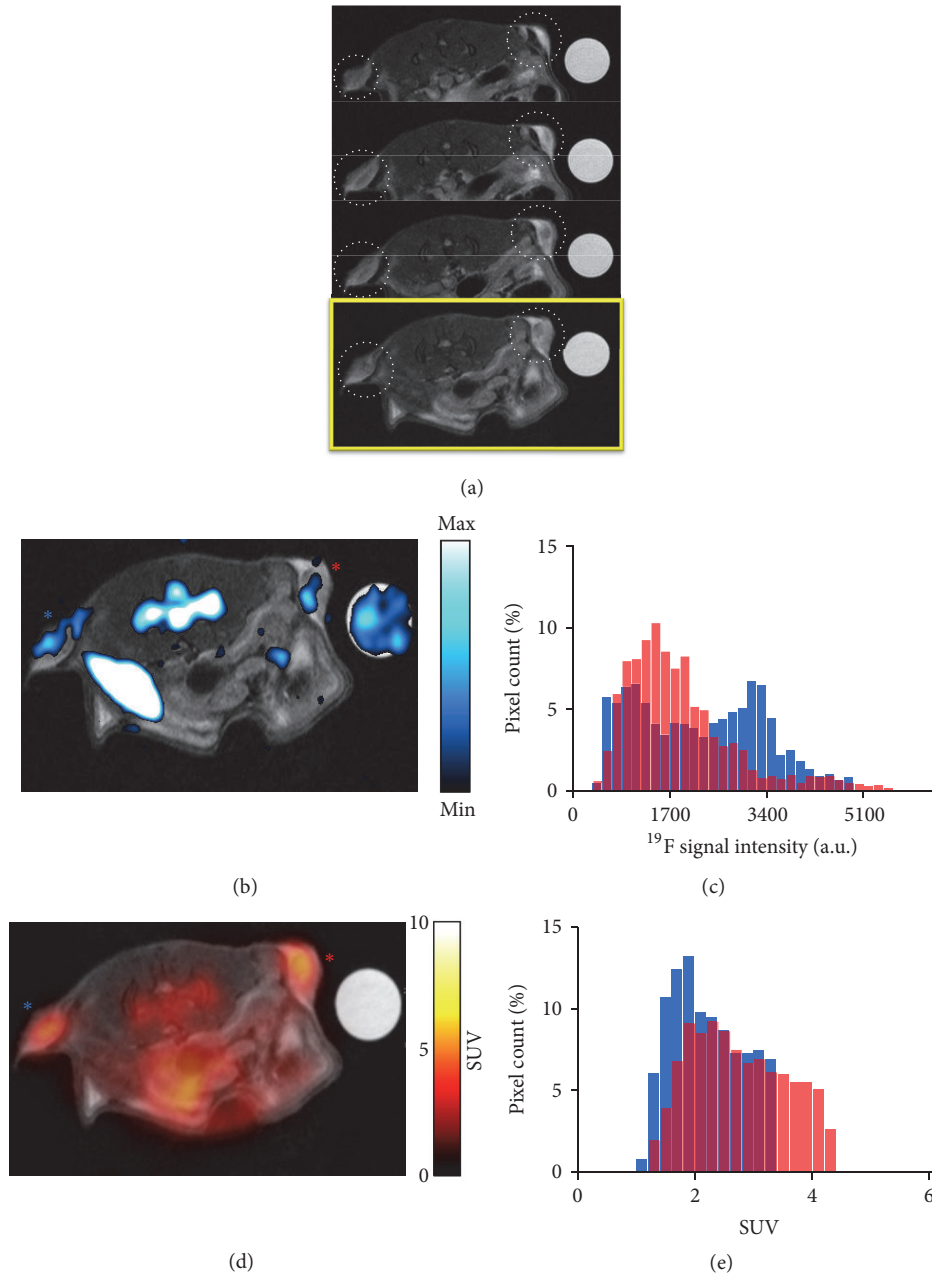 (a)
Max
Min
*
*
(b)
15
10
5
0
Pixel count (%)
0 1700 3400 5100
¹⁹F signal intensity (a.u.)
(c)
10
5
0
SUV
*
*
(d)
15
10
5
0
Pixel count (%)
0 2 4 6
SUV
(e)